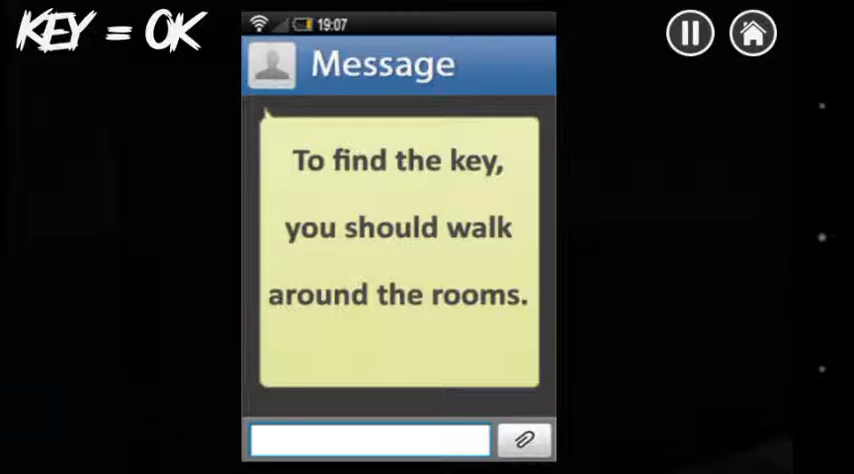 KEY = OK
19:07
Message
To find the key,
you should walk
around the rooms.